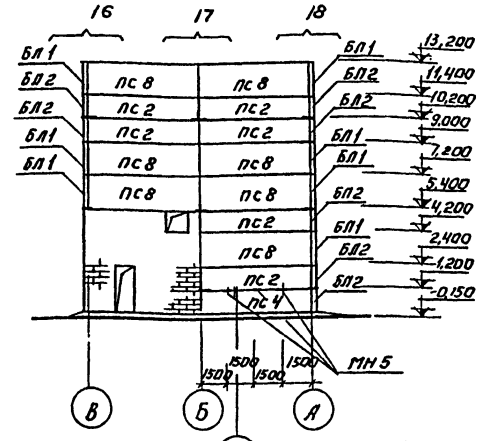 16 17 18
БЛ1 БЛ1 13,200
ПС8 ПС8
БЛ2 БЛ2 11,400
ПС2 ПС2
БЛ2 БЛ2 10,200
ПС2 ПС2 9,000
БЛ1 БЛ1
ПС8 ПС8 7,200
БЛ1 БЛ1
ПС8 ПС8 5,400
БЛ2
ПС2 4,200
БЛ1
ПС8 2,400
БЛ2
ПС2 1,200
БЛ2
ПС4 -0,150
1500 1500 1500 1500
МН5
В Б А